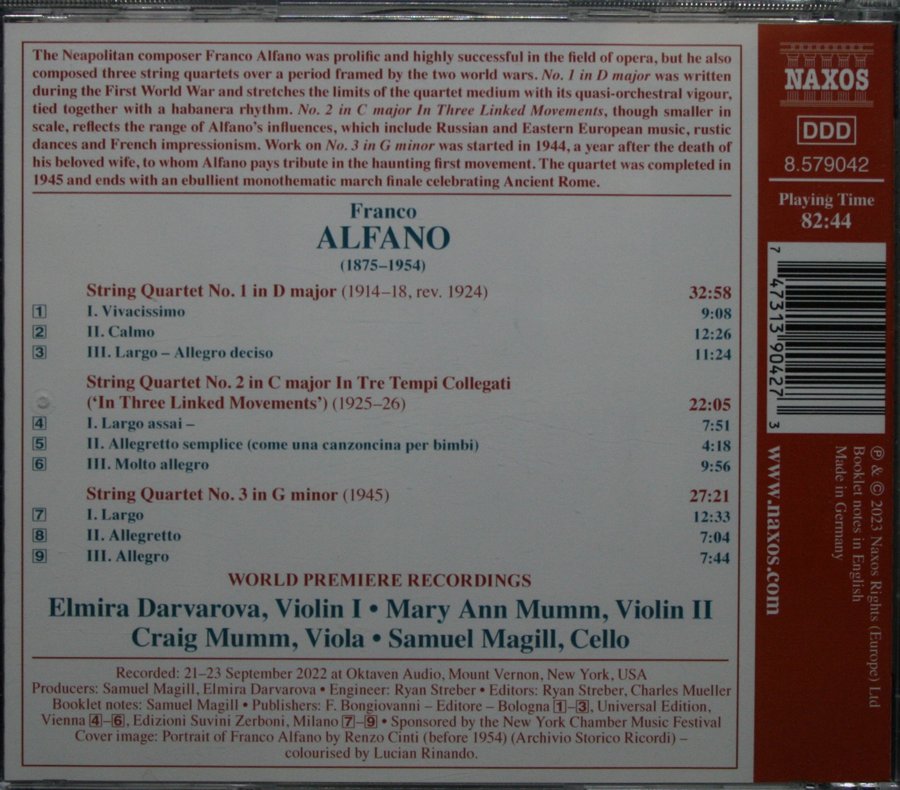 The Neapolitan composer Franco Alfano was prolific and highly successful in the field of opera, but he also
composed three string quartets over a period framed by the two world wars. No. 1 in D major was written
during the First World War and stretches the limits of the quartet medium with its quasi-orchestral vigour,
tied together with a habanera rhythm. No. 2 in C major In Three Linked Movements, though smaller in
scale, reflects the range of Alfano's influences, which include Russian and Eastern European music, rustic
dances and French impressionism. Work on No. 3 in G minor was started in 1944, a year after the death of
his beloved wife, to whom Alfano pays tribute in the haunting first movement. The quartet was completed in
1945 and ends with an ebullient monothematic march finale celebrating Ancient Rome.
Franco
ALFANO
(1875–1954)
String Quartet No. 1 in D major (1914–18, rev. 1924) 32:58
1 I. Vivacissimo 9:08
2 II. Calmo 12:26
3 III. Largo – Allegro deciso 11:24
String Quartet No. 2 in C major In Tre Tempi Collegati
('In Three Linked Movements') (1925–26) 22:05
4 I. Largo assai – 7:51
5 II. Allegretto semplice (come una canzoncina per bimbi) 4:18
6 III. Molto allegro 9:56
String Quartet No. 3 in G minor (1945) 27:21
7 I. Largo 12:33
8 II. Allegretto 7:04
9 III. Allegro 7:44
WORLD PREMIERE RECORDINGS
Elmira Darvarova, Violin I • Mary Ann Mumm, Violin II
Craig Mumm, Viola • Samuel Magill, Cello
Recorded: 21–23 September 2022 at Oktaven Audio, Mount Vernon, New York, USA
Producers: Samuel Magill, Elmira Darvarova • Engineer: Ryan Streber • Editors: Ryan Streber, Charles Mueller
Booklet notes: Samuel Magill • Publishers: F. Bongiovanni – Editore – Bologna 1–3, Universal Edition,
Vienna 4–6, Edizioni Suvini Zerboni, Milano 7–9 • Sponsored by the New York Chamber Music Festival
Cover image: Portrait of Franco Alfano by Renzo Cinti (before 1954) (Archivio Storico Ricordi) –
colourised by Lucian Rinando.
NAXOS
DDD
8.579042
Playing Time
82:44
7 47313 90427 3
℗ & © 2023 Naxos Rights (Europe) Ltd
Booklet notes in English
Made in Germany
www.naxos.com